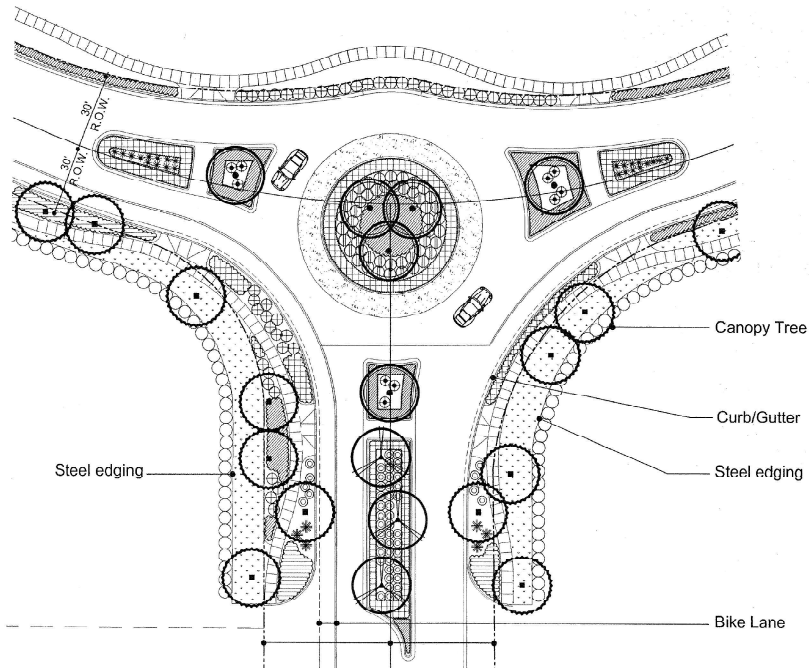 30'
R.O.W.
30'
R.O.W.
Canopy Tree
Curb/Gutter
Steel edging
Steel edging
Bike Lane